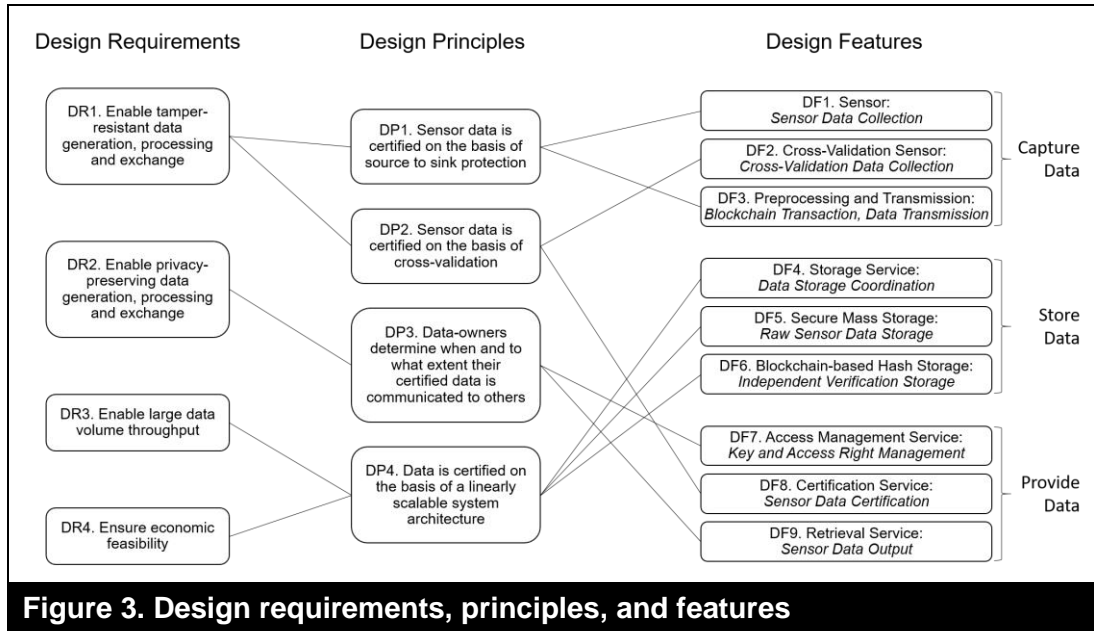 Design Requirements
Design Principles
Design Features
DR1. Enable tamper-
resistant data
generation, processing
and exchange
DR2. Enable privacy-
preserving data
generation, processing
and exchange
DR3. Enable large data
volume throughput
DR4. Ensure economic
feasibility
DP1. Sensor data is
certified on the basis of
source to sink protection
DP2. Sensor data is
certified on the basis of
cross-validation
DP3. Data-owners
determine when and to
what extent their
certified data is
communicated to others
DP4. Data is certified on
the basis of a linearly
scalable system
architecture
DF1. Sensor:
Sensor Data Collection
DF2. Cross-Validation Sensor:
Cross-Validation Data Collection
DF3. Preprocessing and Transmission:
Blockchain Transaction, Data Transmission
Capture
Data
DF4. Storage Service:
Data Storage Coordination
DF5. Secure Mass Storage:
Raw Sensor Data Storage
DF6. Blockchain-based Hash Storage:
Independent Verification Storage
Store
Data
DF7. Access Management Service:
Key and Access Right Management
DF8. Certification Service:
Sensor Data Certification
DF9. Retrieval Service:
Sensor Data Output
Provide
Data
Figure 3. Design requirements, principles, and features